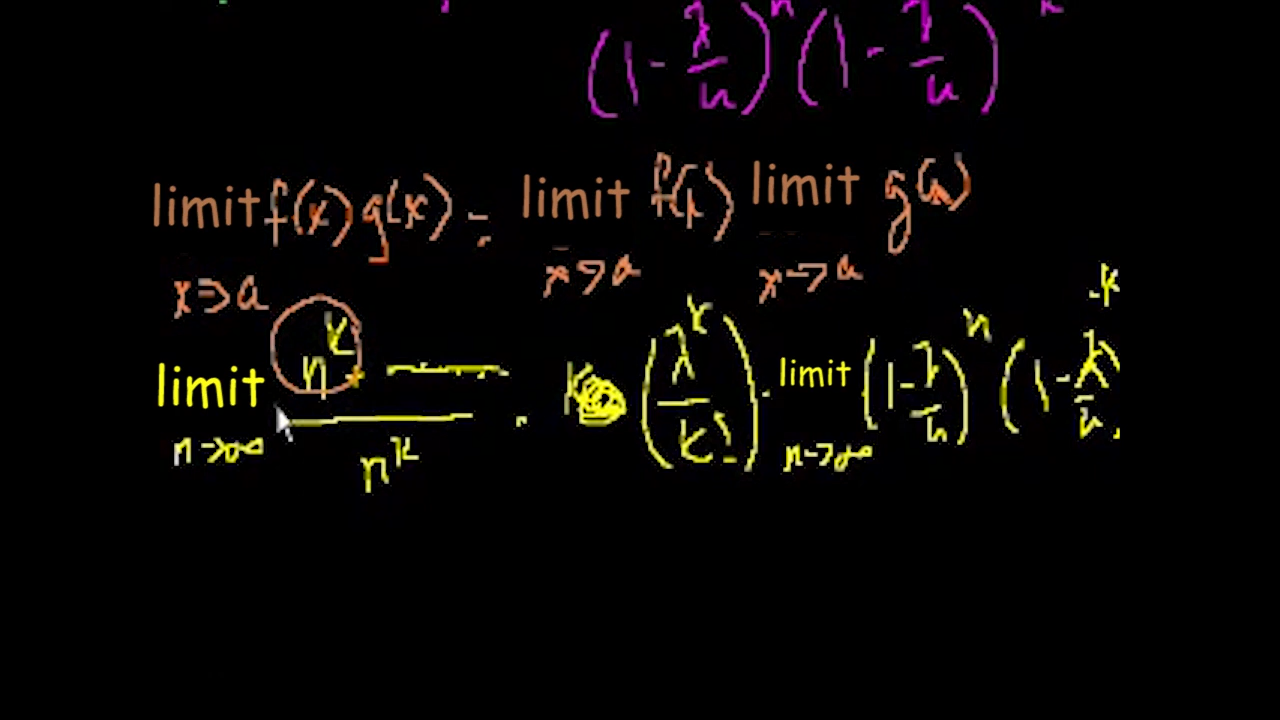 (1 - λ/n)^n (1 - λ/n)^-k
limit f(x) g(x) = limit f(x) limit g(x)
x→a x→a x→a
limit n^k + ... / n^k · (λ^k / k!) · limit (1 - λ/n)^n (1 - λ/n)^-k
n→∞ n→∞